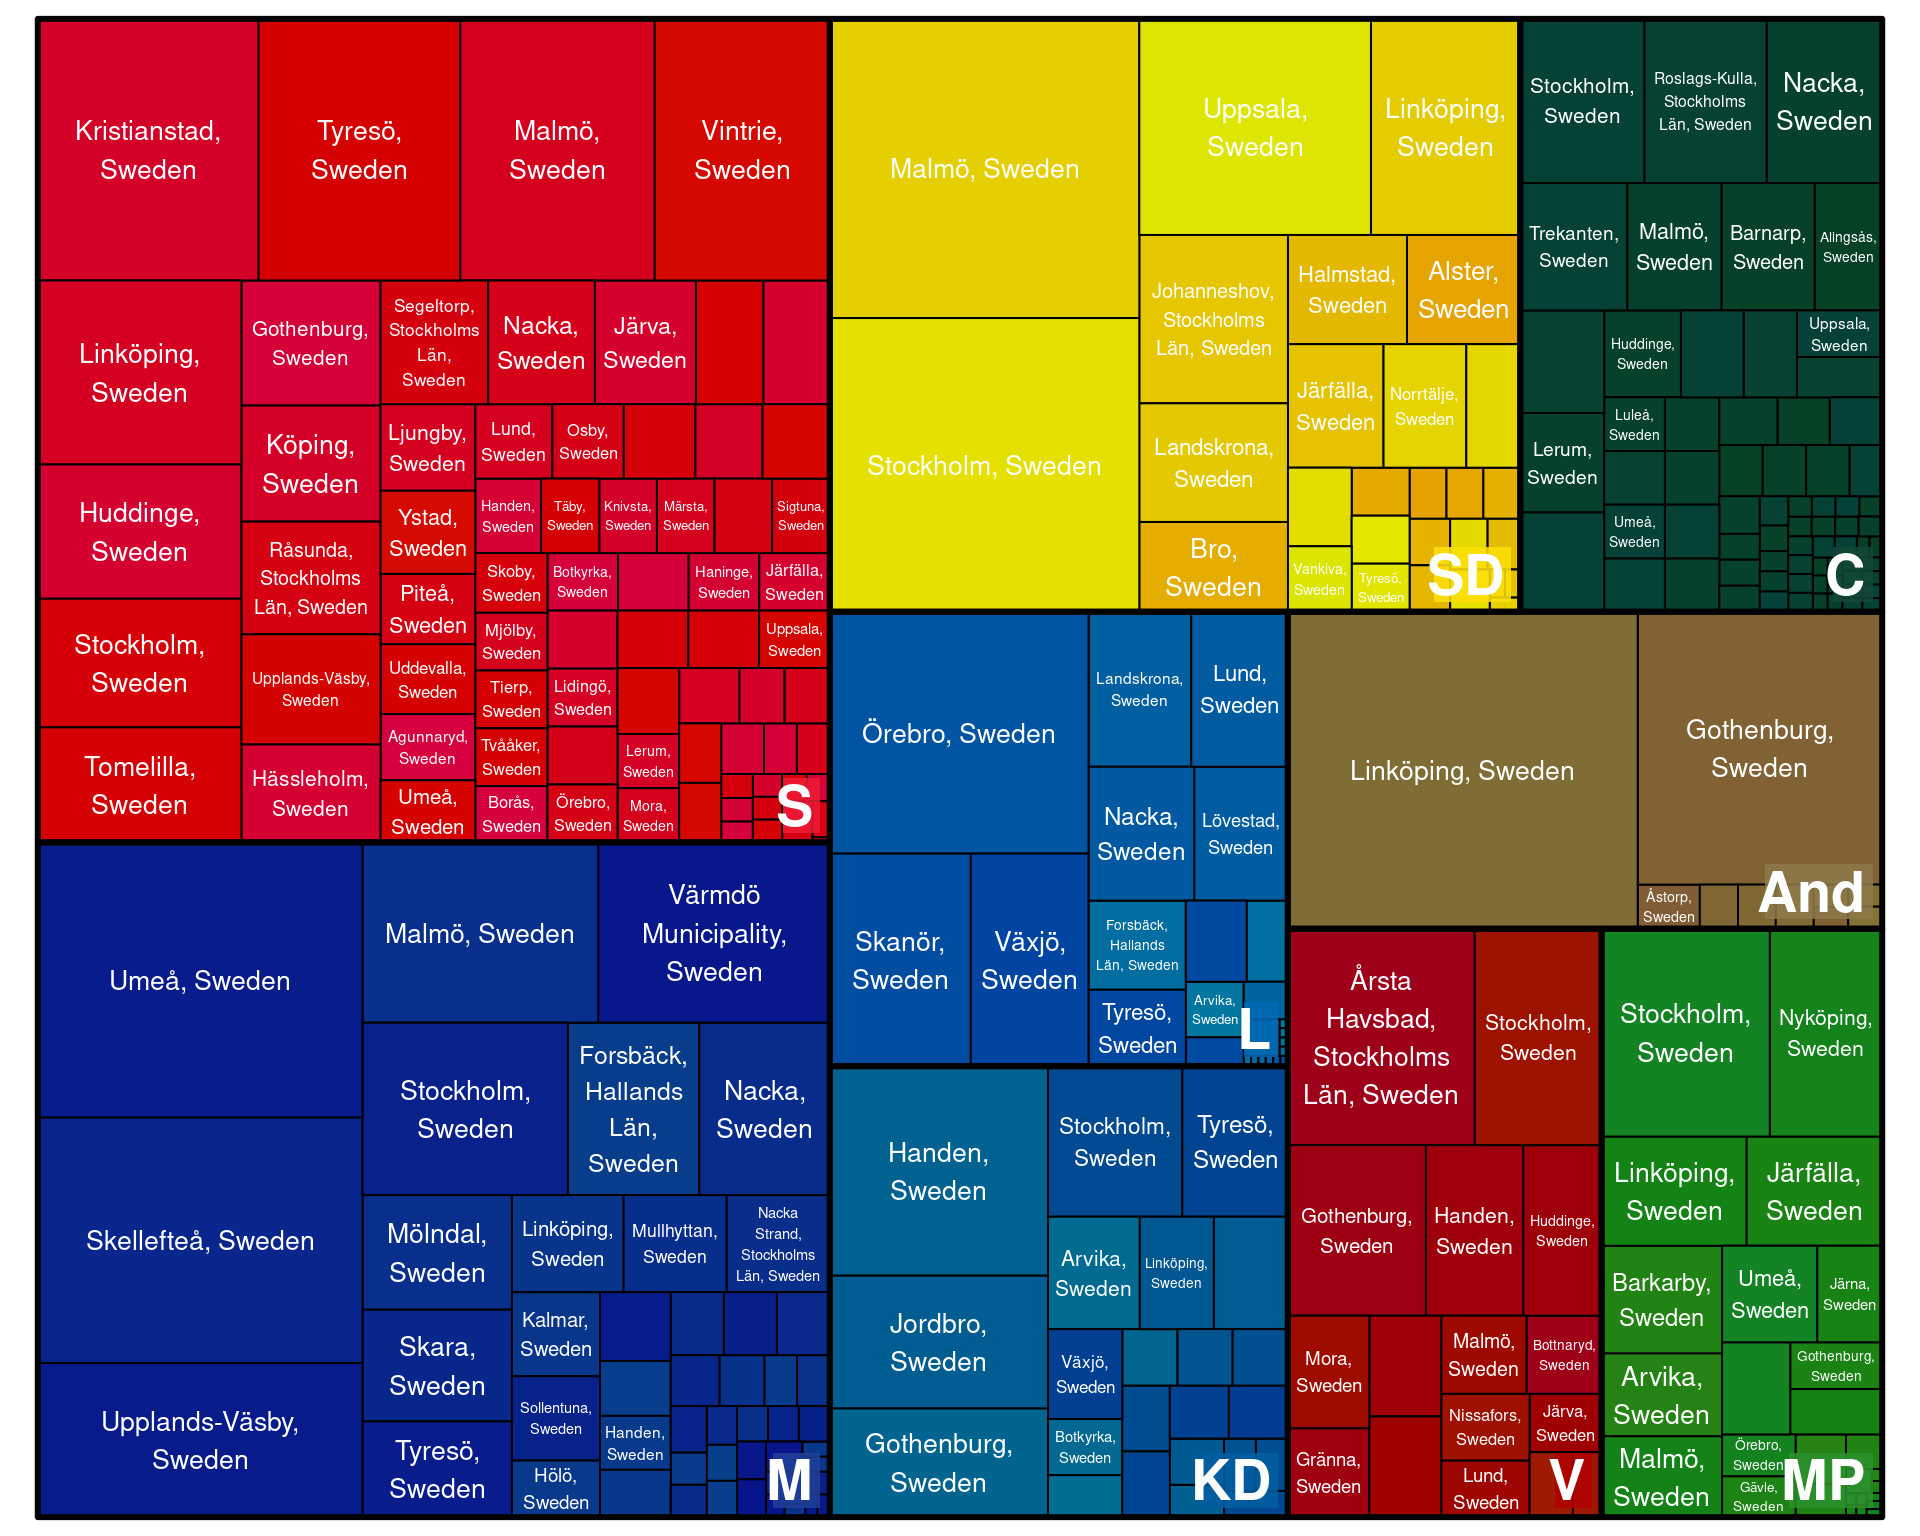 Kristianstad,
Sweden
Tyresö,
Sweden
Malmö,
Sweden
Vintrie,
Sweden
Linköping,
Sweden
Huddinge,
Sweden
Stockholm,
Sweden
Tomelilla,
Sweden
Gothenburg,
Sweden
Köping,
Sweden
Råsunda,
Stockholms
Län, Sweden
Upplands-Väsby,
Sweden
Hässleholm,
Sweden
Segeltorp,
Stockholms
Län,
Sweden
Nacka,
Sweden
Järva,
Sweden
Ljungby,
Sweden
Ystad,
Sweden
Piteå,
Sweden
Uddevalla,
Sweden
Agunnaryd,
Sweden
Umeå,
Sweden
Lund,
Sweden
Osby,
Sweden
Handen,
Sweden
Täby,
Sweden
Knivsta,
Sweden
Märsta,
Sweden
Sigtuna,
Sweden
Skoby,
Sweden
Botkyrka,
Sweden
Haninge,
Sweden
Järfälla,
Sweden
Mjölby,
Sweden
Uppsala,
Sweden
Tierp,
Sweden
Lidingö,
Sweden
Tvååker,
Sweden
Lerum,
Sweden
Borås,
Sweden
Örebro,
Sweden
Mora,
Sweden
S
Malmö, Sweden
Stockholm, Sweden
Uppsala,
Sweden
Linköping,
Sweden
Johanneshov,
Stockholms
Län, Sweden
Landskrona,
Sweden
Bro,
Sweden
Halmstad,
Sweden
Alster,
Sweden
Järfälla,
Sweden
Norrtälje,
Sweden
Vankiva,
Sweden
Tyresö,
Sweden
SD
Stockholm,
Sweden
Roslags-Kulla,
Stockholms
Län, Sweden
Nacka,
Sweden
Trekanten,
Sweden
Malmö,
Sweden
Barnarp,
Sweden
Alingsås,
Sweden
Huddinge,
Sweden
Uppsala,
Sweden
Luleå,
Sweden
Lerum,
Sweden
Umeå,
Sweden
C
Umeå, Sweden
Skellefteå, Sweden
Upplands-Väsby,
Sweden
Malmö, Sweden
Värmdö
Municipality,
Sweden
Stockholm,
Sweden
Forsbäck,
Hallands
Län,
Sweden
Nacka,
Sweden
Mölndal,
Sweden
Skara,
Sweden
Tyresö,
Sweden
Linköping,
Sweden
Mullhyttan,
Sweden
Nacka
Strand,
Stockholms
Län, Sweden
Kalmar,
Sweden
Sollentuna,
Sweden
Hölö,
Sweden
Handen,
Sweden
M
Örebro, Sweden
Skanör,
Sweden
Växjö,
Sweden
Landskrona,
Sweden
Lund,
Sweden
Nacka,
Sweden
Lövestad,
Sweden
Forsbäck,
Hallands
Län, Sweden
Tyresö,
Sweden
Arvika,
Sweden
L
Handen,
Sweden
Jordbro,
Sweden
Gothenburg,
Sweden
Stockholm,
Sweden
Tyresö,
Sweden
Arvika,
Sweden
Linköping,
Sweden
Växjö,
Sweden
Botkyrka,
Sweden
KD
Linköping, Sweden
Gothenburg,
Sweden
Åstorp,
Sweden
And
Årsta
Havsbad,
Stockholms
Län, Sweden
Stockholm,
Sweden
Gothenburg,
Sweden
Handen,
Sweden
Huddinge,
Sweden
Mora,
Sweden
Gränna,
Sweden
Malmö,
Sweden
Bottnaryd,
Sweden
Nissafors,
Sweden
Järva,
Sweden
Lund,
Sweden
V
Stockholm,
Sweden
Nyköping,
Sweden
Linköping,
Sweden
Järfälla,
Sweden
Barkarby,
Sweden
Umeå,
Sweden
Järna,
Sweden
Arvika,
Sweden
Gothenburg,
Sweden
Malmö,
Sweden
Örebro,
Sweden
Gävle,
Sweden
MP